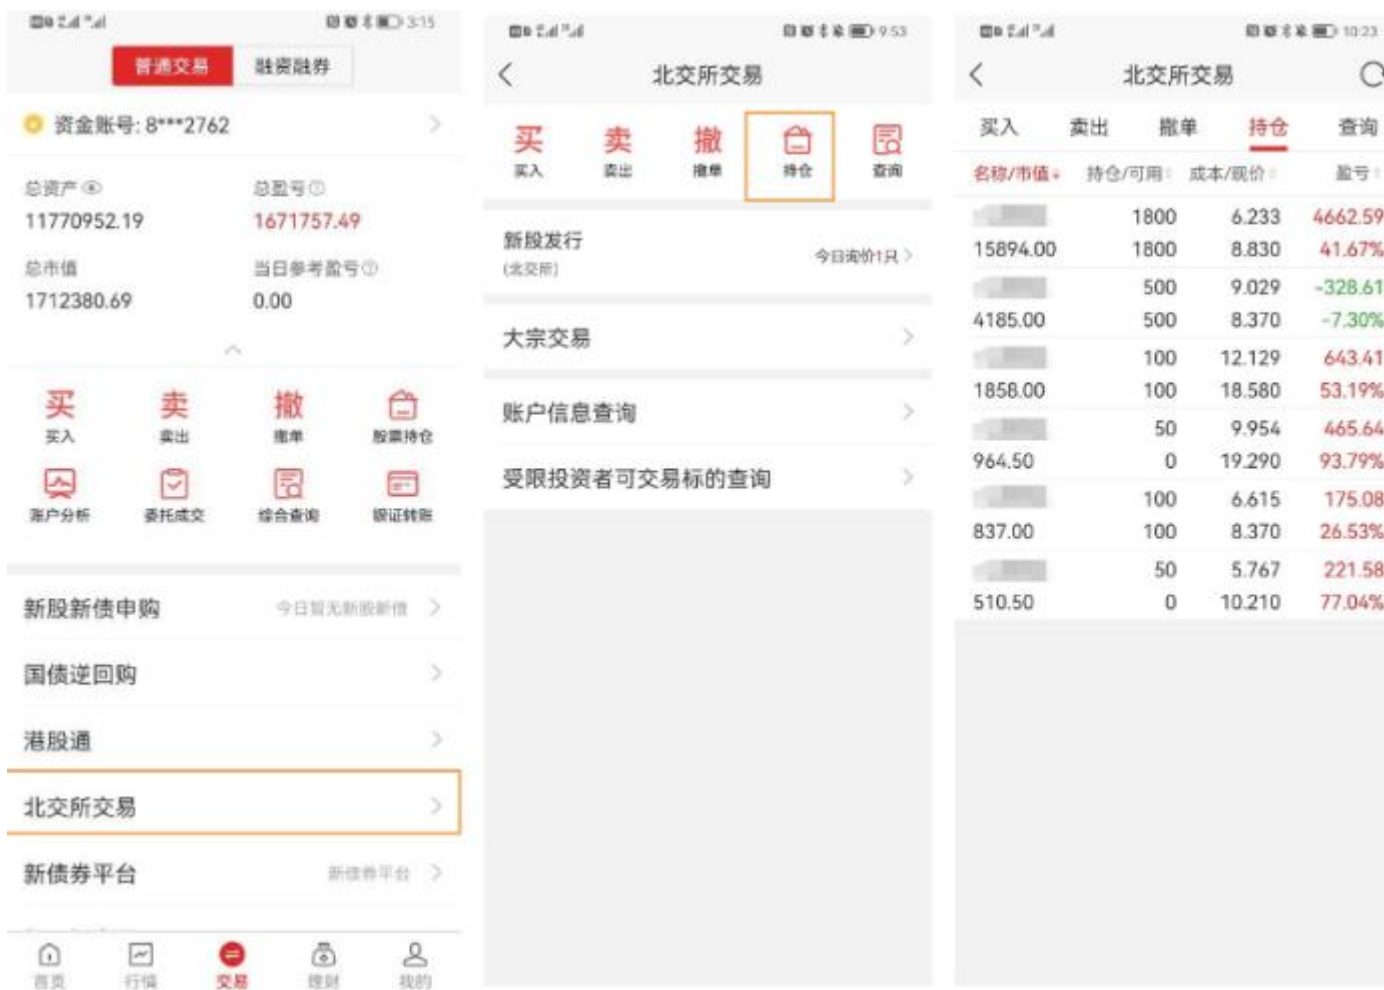 3:15
普通交易 融资融券
资金账号: 8***2762
总资产 总盈亏
11770952.19 1671757.49
总市值 当日参考盈亏
1712380.69 0.00
买 卖 撤
买入 卖出 撤单 股票持仓
账户分析 委托成交 综合查询 银证转账
新股新债申购 今日暂无新股新债
国债逆回购
港股通
北交所交易
新债券平台 新债券平台
首页 行情 交易 理财 我的
9:53
北交所交易
买 卖 撤
买入 卖出 撤单 持仓 查询
新股发行
(北交所)
今日询价1只
大宗交易
账户信息查询
受限投资者可交易标的查询
10:23
北交所交易
买入 卖出 撤单 持仓 查询
名称/市值 持仓/可用 成本/现价 盈亏
1800 6.233 4662.59
15894.00 1800 8.830 41.67%
500 9.029 -328.61
4185.00 500 8.370 -7.30%
100 12.129 643.41
1858.00 100 18.580 53.19%
50 9.954 465.64
964.50 0 19.290 93.79%
100 6.615 175.08
837.00 100 8.370 26.53%
50 5.767 221.58
510.50 0 10.210 77.04%